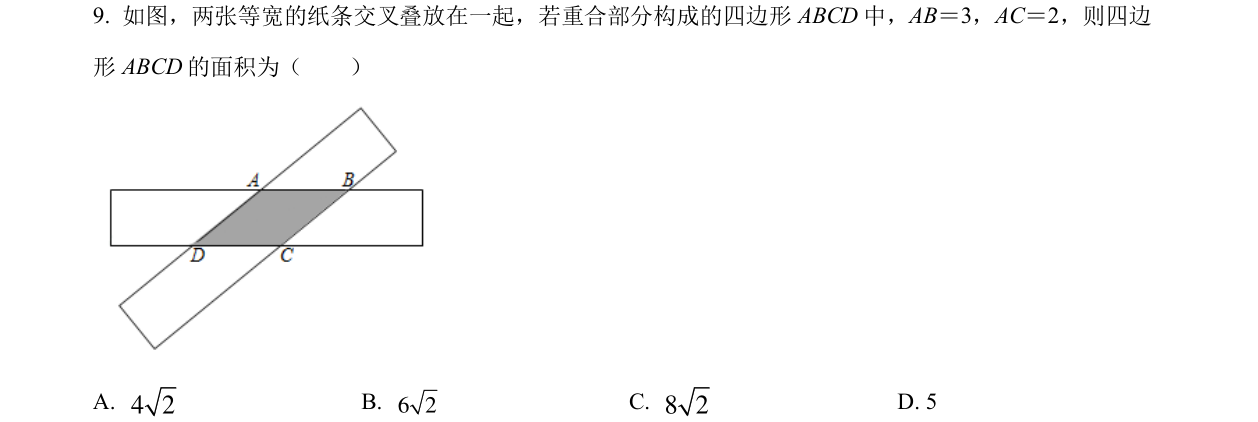 9. 如图，两张等宽的纸条交叉叠放在一起，若重合部分构成的四边形 ABCD 中，AB＝3，AC＝2，则四边
形 ABCD 的面积为（　　）
A
B
D
C
A. 4√2 B. 6√2 C. 8√2 D. 5